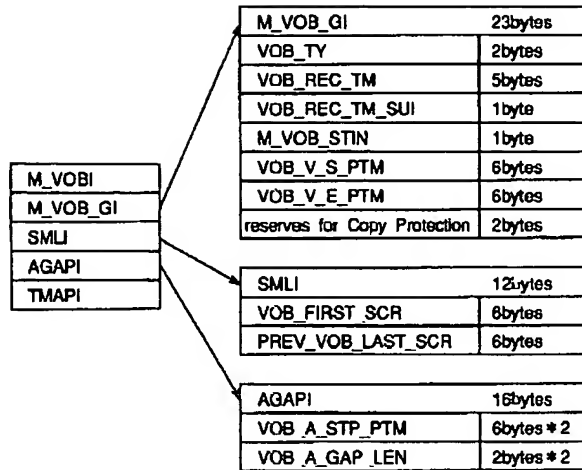 M_VOBI
M_VOB_GI
SMLI
AGAPI
TMAPI
M_VOB_GI 23bytes
VOB_TY 2bytes
VOB_REC_TM 5bytes
VOB_REC_TM_SUI 1byte
M_VOB_STIN 1byte
VOB_V_S_PTM 6bytes
VOB_V_E_PTM 6bytes
reserves for Copy Protection 2bytes
SMLI 12bytes
VOB_FIRST_SCR 6bytes
PREV_VOB_LAST_SCR 6bytes
AGAPI 16bytes
VOB_A_STP_PTM 6bytes*2
VOB_A_GAP_LEN 2bytes*2